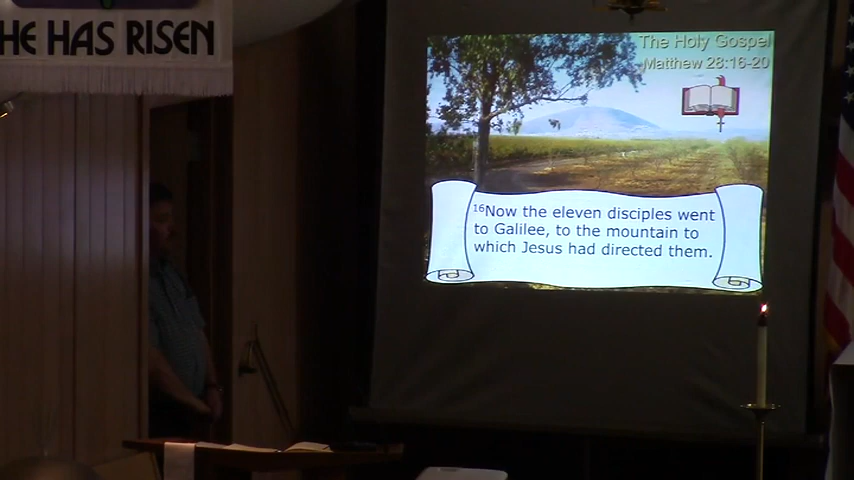 HE HAS RISEN
The Holy Gospel
Matthew 28:16-20
16Now the eleven disciples went
to Galilee, to the mountain to
which Jesus had directed them.